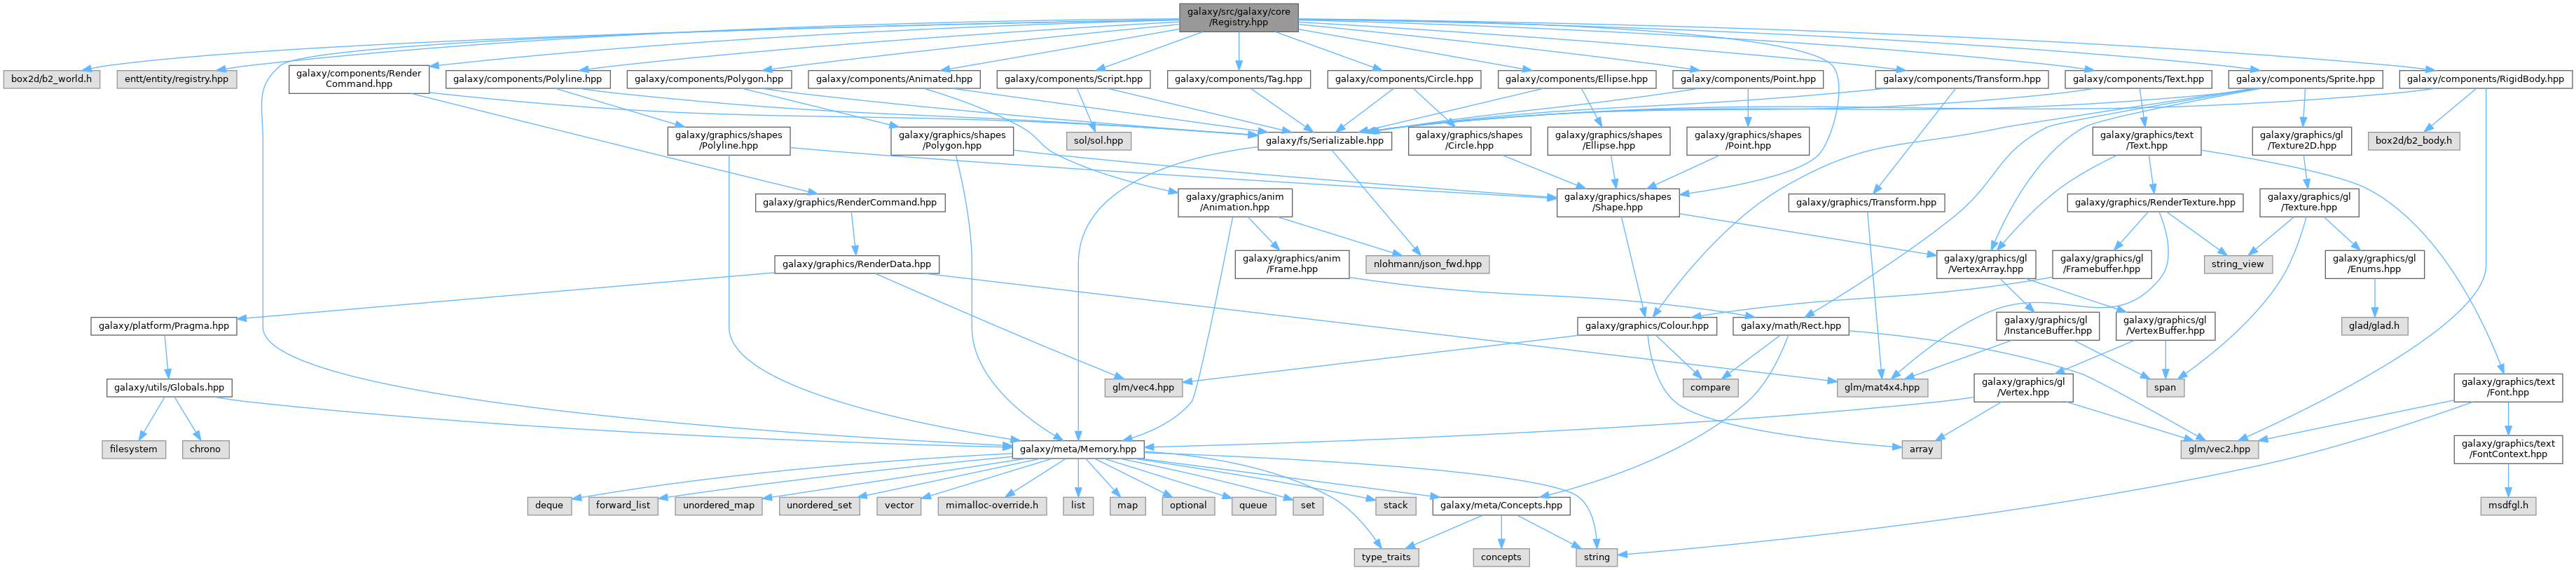 galaxy/src/galaxy/core
/Registry.hpp
box2d/b2_world.h
entt/entity/registry.hpp
galaxy/components/Render
Command.hpp
galaxy/components/Polyline.hpp
galaxy/components/Polygon.hpp
galaxy/components/Animated.hpp
galaxy/components/Script.hpp
galaxy/components/Tag.hpp
galaxy/components/Circle.hpp
galaxy/components/Ellipse.hpp
galaxy/components/Point.hpp
galaxy/components/Transform.hpp
galaxy/components/Text.hpp
galaxy/components/Sprite.hpp
galaxy/components/RigidBody.hpp
galaxy/graphics/shapes
/Polyline.hpp
galaxy/graphics/shapes
/Polygon.hpp
sol/sol.hpp
galaxy/fs/Serializable.hpp
galaxy/graphics/shapes
/Circle.hpp
galaxy/graphics/shapes
/Ellipse.hpp
galaxy/graphics/shapes
/Point.hpp
galaxy/graphics/text
/Text.hpp
galaxy/graphics/gl
/Texture2D.hpp
box2d/b2_body.h
galaxy/graphics/RenderCommand.hpp
galaxy/graphics/anim
/Animation.hpp
galaxy/graphics/shapes
/Shape.hpp
galaxy/graphics/Transform.hpp
galaxy/graphics/RenderTexture.hpp
galaxy/graphics/gl
/Texture.hpp
galaxy/graphics/RenderData.hpp
galaxy/graphics/anim
/Frame.hpp
nlohmann/json_fwd.hpp
galaxy/graphics/gl
/VertexArray.hpp
galaxy/graphics/gl
/Framebuffer.hpp
string_view
galaxy/graphics/gl
/Enums.hpp
galaxy/platform/Pragma.hpp
galaxy/graphics/Colour.hpp
galaxy/math/Rect.hpp
galaxy/graphics/gl
/InstanceBuffer.hpp
galaxy/graphics/gl
/VertexBuffer.hpp
glad/glad.h
galaxy/utils/Globals.hpp
glm/vec4.hpp
compare
glm/mat4x4.hpp
galaxy/graphics/gl
/Vertex.hpp
span
galaxy/graphics/text
/Font.hpp
filesystem
chrono
galaxy/meta/Memory.hpp
array
glm/vec2.hpp
galaxy/graphics/text
/FontContext.hpp
deque
forward_list
unordered_map
unordered_set
vector
mimalloc-override.h
list
map
optional
queue
set
stack
galaxy/meta/Concepts.hpp
msdfgl.h
type_traits
concepts
string